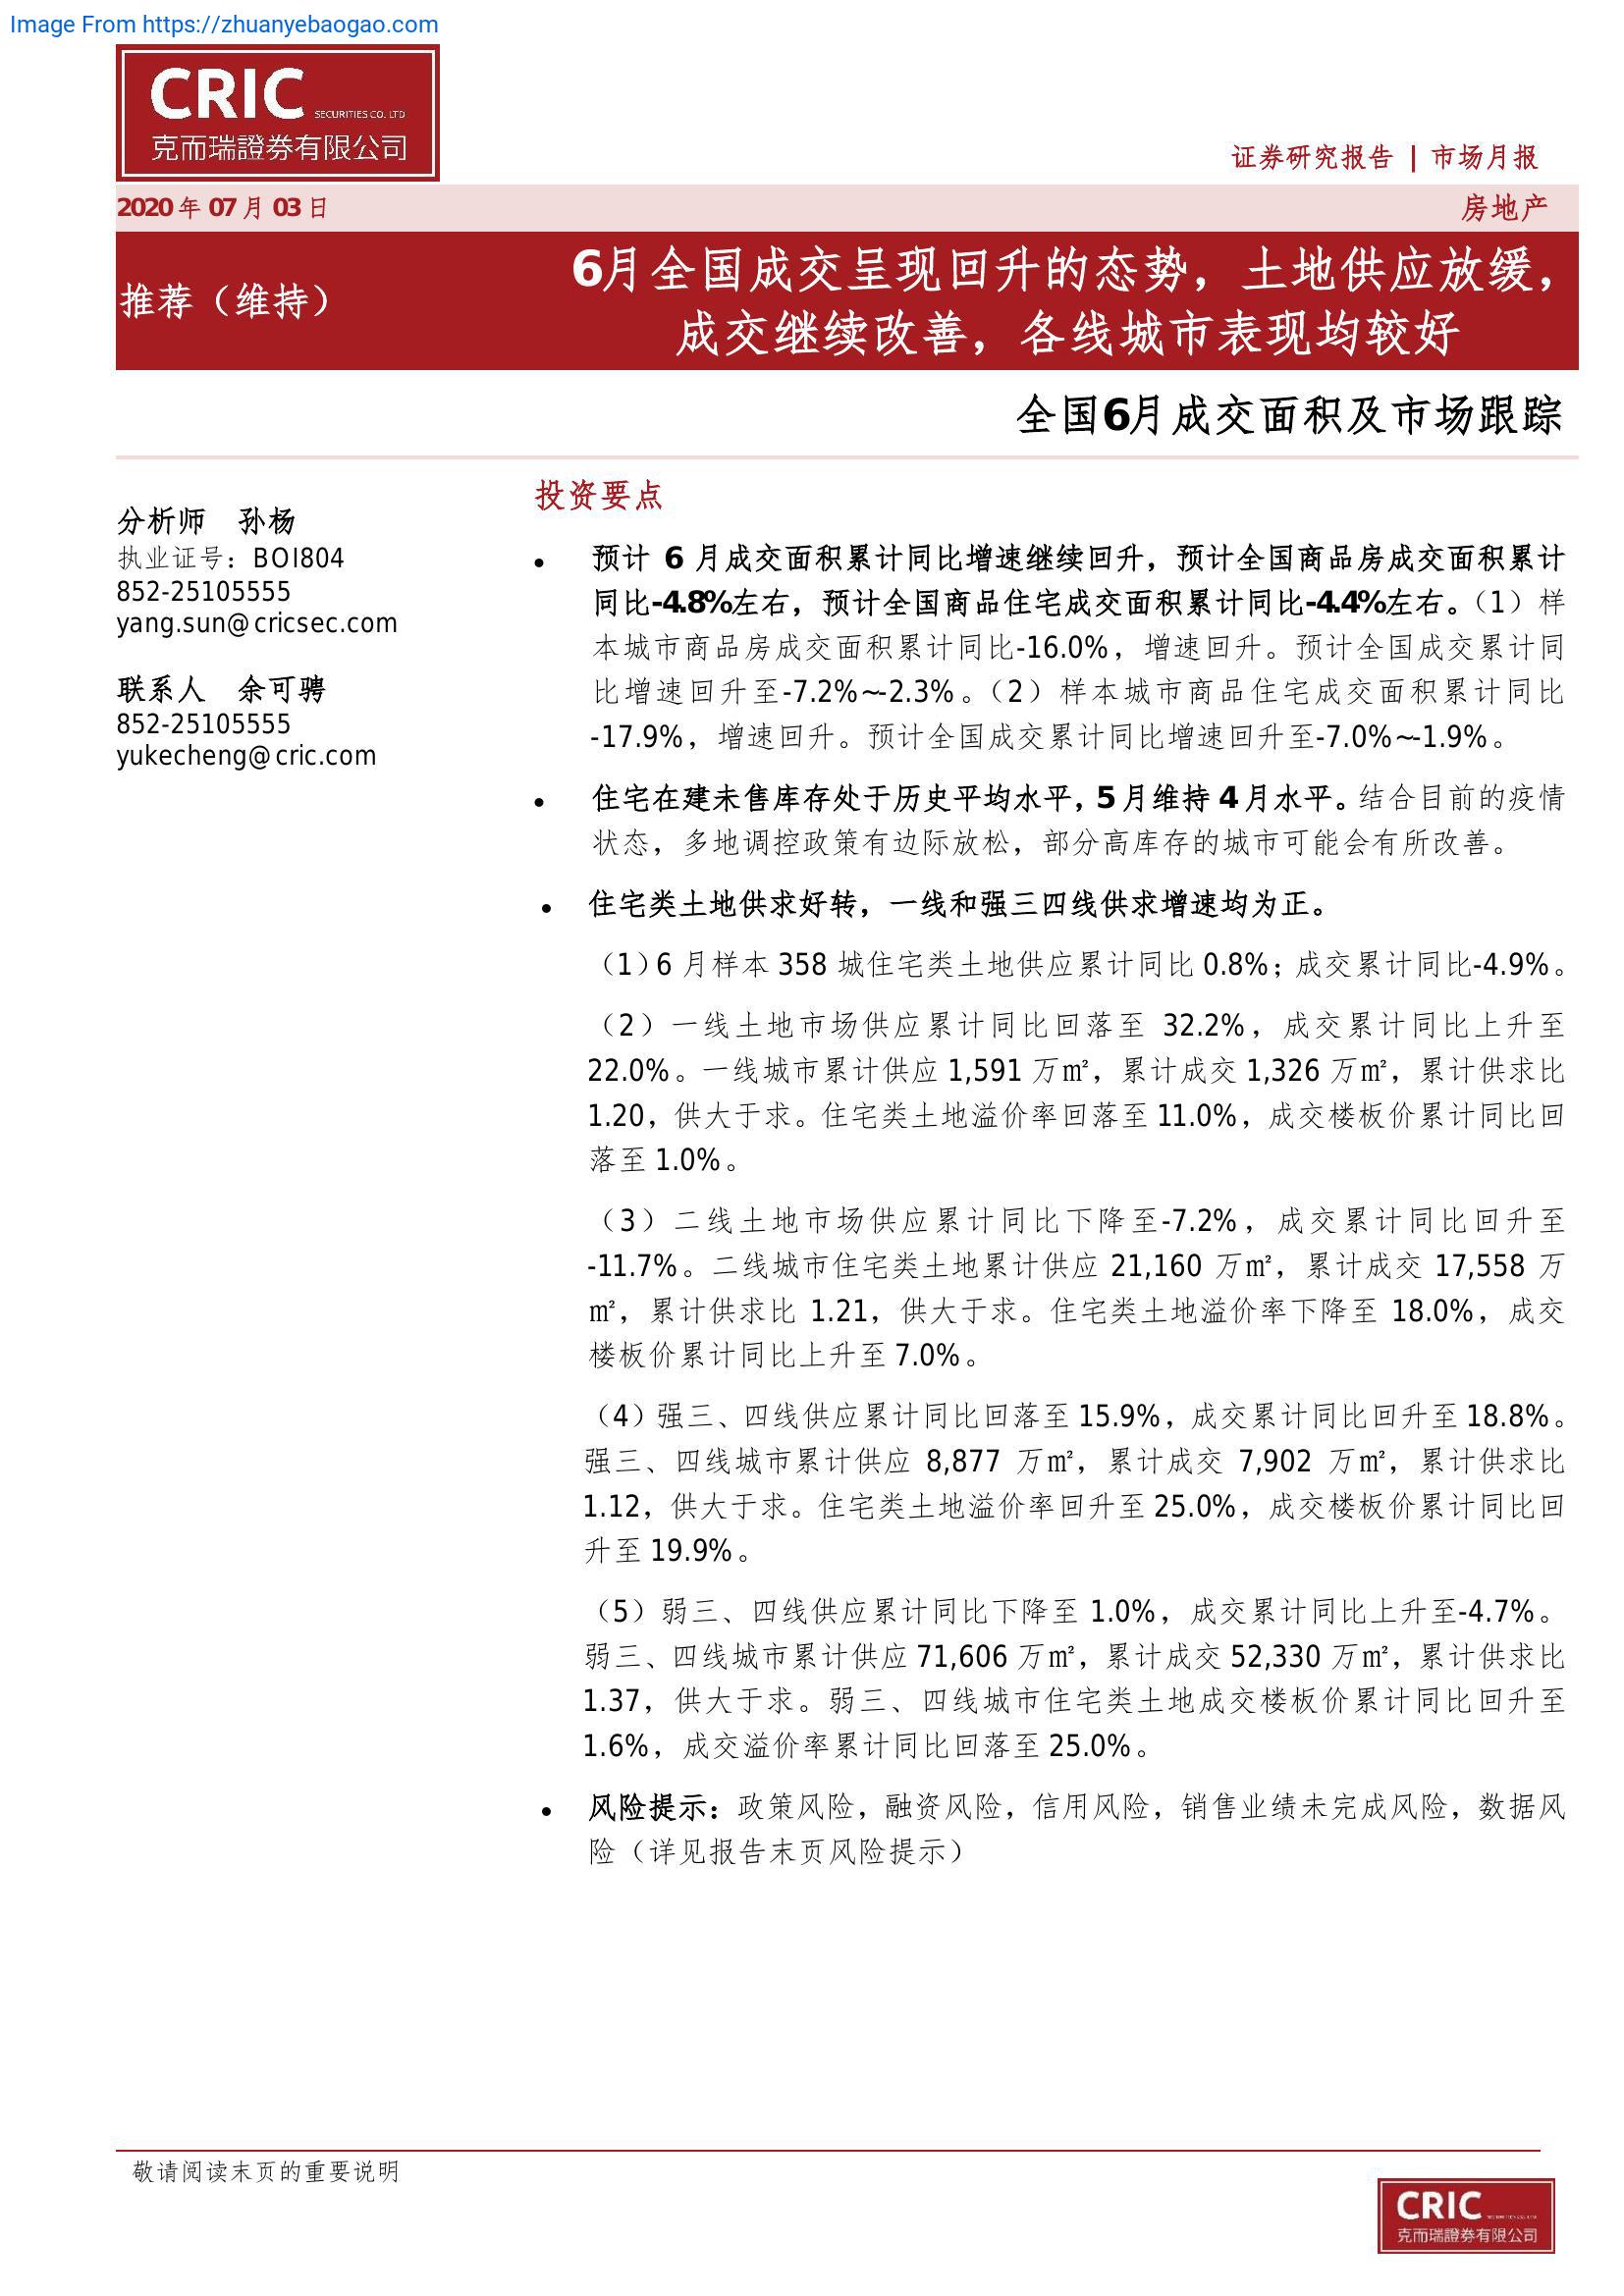 Image From https://zhuanyebaogao.com
CRIC SECURITIES CO. LTD
克而瑞證券有限公司
证券研究报告 | 市场月报
2020 年 07 月 03 日
房地产
推荐（维持）
6月全国成交呈现回升的态势，土地供应放缓，
成交继续改善，各线城市表现均较好
全国6月成交面积及市场跟踪
分析师 孙杨
执业证号：BOI804
852-25105555
yang.sun@cricsec.com
联系人 余可骋
852-25105555
yukecheng@cric.com
投资要点
● 预计 6 月成交面积累计同比增速继续回升，预计全国商品房成交面积累计
同比-4.8%左右，预计全国商品住宅成交面积累计同比-4.4%左右。（1）样
本城市商品房成交面积累计同比-16.0%，增速回升。预计全国成交累计同
比增速回升至-7.2%~-2.3%。（2）样本城市商品住宅成交面积累计同比
-17.9%，增速回升。预计全国成交累计同比增速回升至-7.0%~-1.9%。
● 住宅在建未售库存处于历史平均水平，5 月维持 4 月水平。结合目前的疫情
状态，多地调控政策有边际放松，部分高库存的城市可能会有所改善。
● 住宅类土地供求好转，一线和强三四线供求增速均为正。
（1）6 月样本 358 城住宅类土地供应累计同比 0.8%；成交累计同比-4.9%。
（2）一线土地市场供应累计同比回落至 32.2%，成交累计同比上升至
22.0%。一线城市累计供应 1,591 万㎡，累计成交 1,326 万㎡，累计供求比
1.20，供大于求。住宅类土地溢价率回落至 11.0%，成交楼板价累计同比回
落至 1.0%。
（3）二线土地市场供应累计同比下降至-7.2%，成交累计同比回升至
-11.7%。二线城市住宅类土地累计供应 21,160 万㎡，累计成交 17,558 万
㎡，累计供求比 1.21，供大于求。住宅类土地溢价率下降至 18.0%，成交
楼板价累计同比上升至 7.0%。
（4）强三、四线供应累计同比回落至 15.9%，成交累计同比回升至 18.8%。
强三、四线城市累计供应 8,877 万㎡，累计成交 7,902 万㎡，累计供求比
1.12，供大于求。住宅类土地溢价率回升至 25.0%，成交楼板价累计同比回
升至 19.9%。
（5）弱三、四线供应累计同比下降至 1.0%，成交累计同比上升至-4.7%。
弱三、四线城市累计供应 71,606 万㎡，累计成交 52,330 万㎡，累计供求比
1.37，供大于求。弱三、四线城市住宅类土地成交楼板价累计同比回升至
1.6%，成交溢价率累计同比回落至 25.0%。
● 风险提示：政策风险，融资风险，信用风险，销售业绩未完成风险，数据风
险（详见报告末页风险提示）
敬请阅读末页的重要说明
CRIC
克而瑞證券有限公司